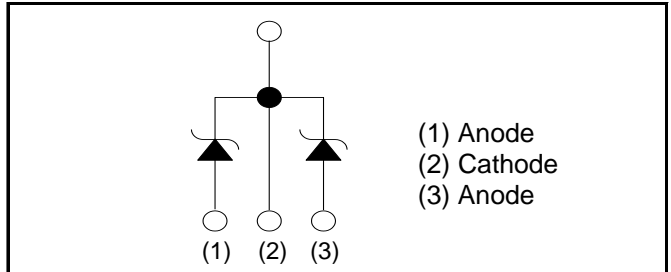 (1) Anode
(2) Cathode
(3) Anode
(1) (2) (3)